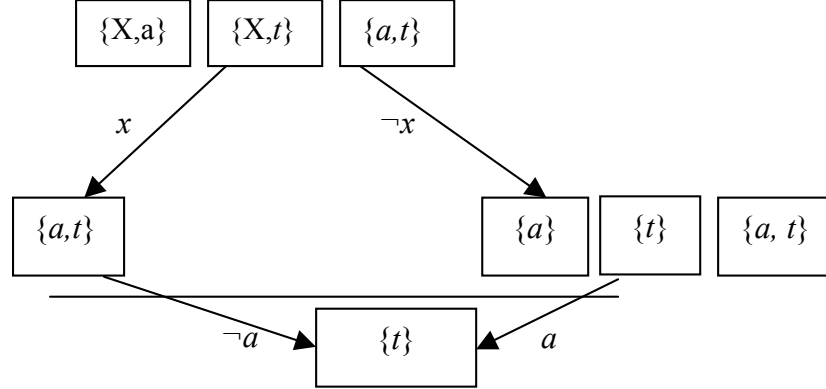 {X,a} {X,t} {a,t}
x ¬x
{a,t} {a} {t} {a, t}
¬a {t} a